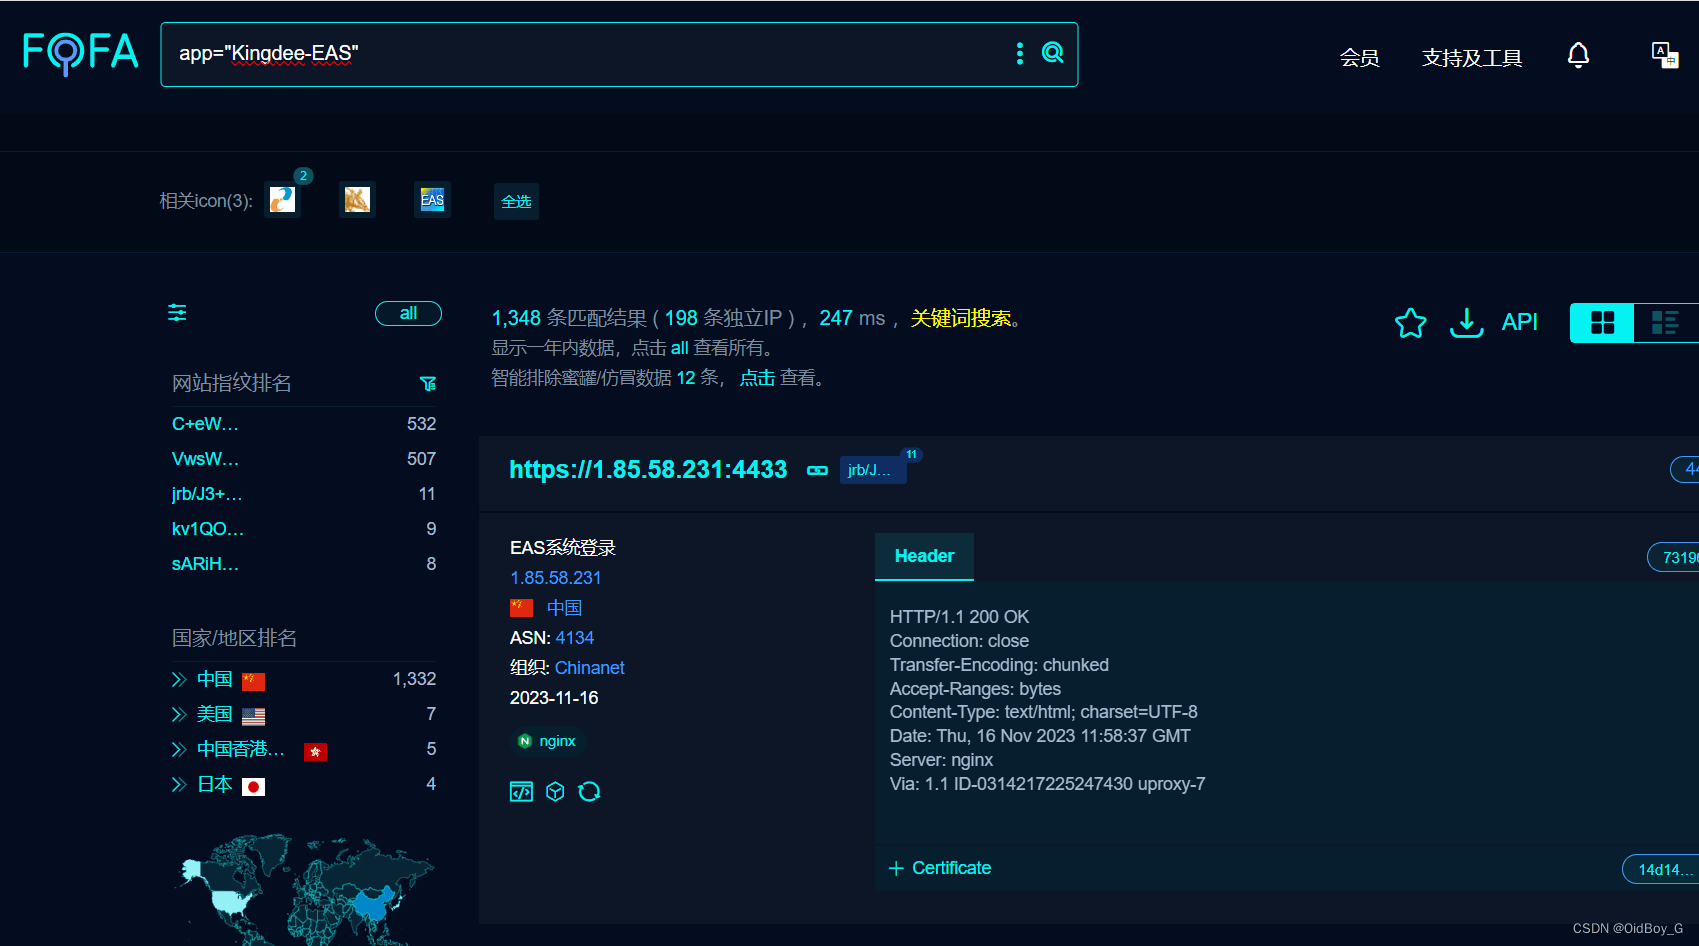 FOFA
app="Kingdee-EAS"
会员
支持及工具
相关icon(3):
2
EAS
全选
all
1,348 条匹配结果 ( 198 条独立IP ) ， 247 ms ， 关键词搜索。
显示一年内数据，点击 all 查看所有。
智能排除蜜罐/仿冒数据 12 条， 点击 查看。
API
网站指纹排名
C+eW… 532
VwsW… 507
jrb/J3+… 11
kv1QO… 9
sARiH… 8
国家/地区排名
中国 1,332
美国 7
中国香港… 5
日本 4
https://1.85.58.231:4433
jrb/J…
11
44
EAS系统登录
1.85.58.231
中国
ASN: 4134
组织: Chinanet
2023-11-16
nginx
Header
7319
HTTP/1.1 200 OK
Connection: close
Transfer-Encoding: chunked
Accept-Ranges: bytes
Content-Type: text/html; charset=UTF-8
Date: Thu, 16 Nov 2023 11:58:37 GMT
Server: nginx
Via: 1.1 ID-0314217225247430 uproxy-7
Certificate
14d14…
CSDN @OidBoy_G